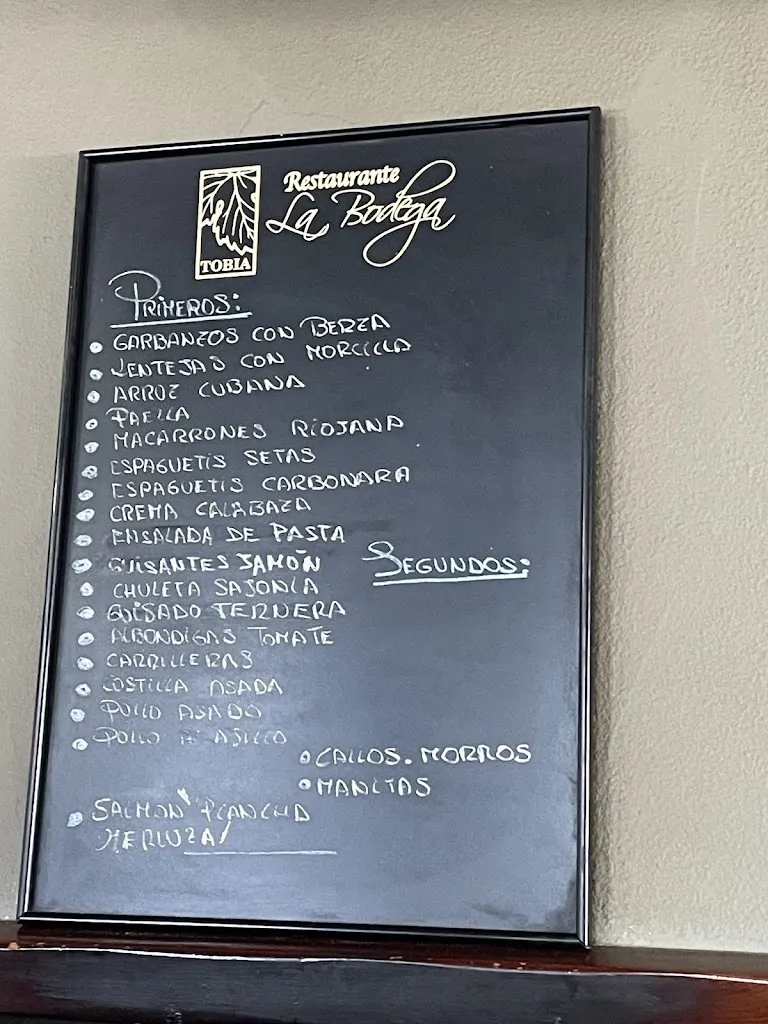 Restaurante
La Bodega
TOBIA
PRIMEROS:
GARBANZOS CON BERZA
LENTEJAS CON MORCILLA
ARROZ CUBANA
PAELLA
MACARRONES RIOJANA
ESPAGUETIS SETAS
ESPAGUETIS CARBONARA
CREMA CALABAZA
ENSALADA DE PASTA
GUISANTES JAMÓN
SEGUNDOS:
CHULETA SAJONIA
GUISADO TERNERA
ALBONDIGAS TOMATE
CARRILLERAS
COSTILLA ASADA
POLLO ASADO
POLLO AL AJILLO
CALLOS. MORROS
MANITAS
SALMON PLANCHA
MERLUZA